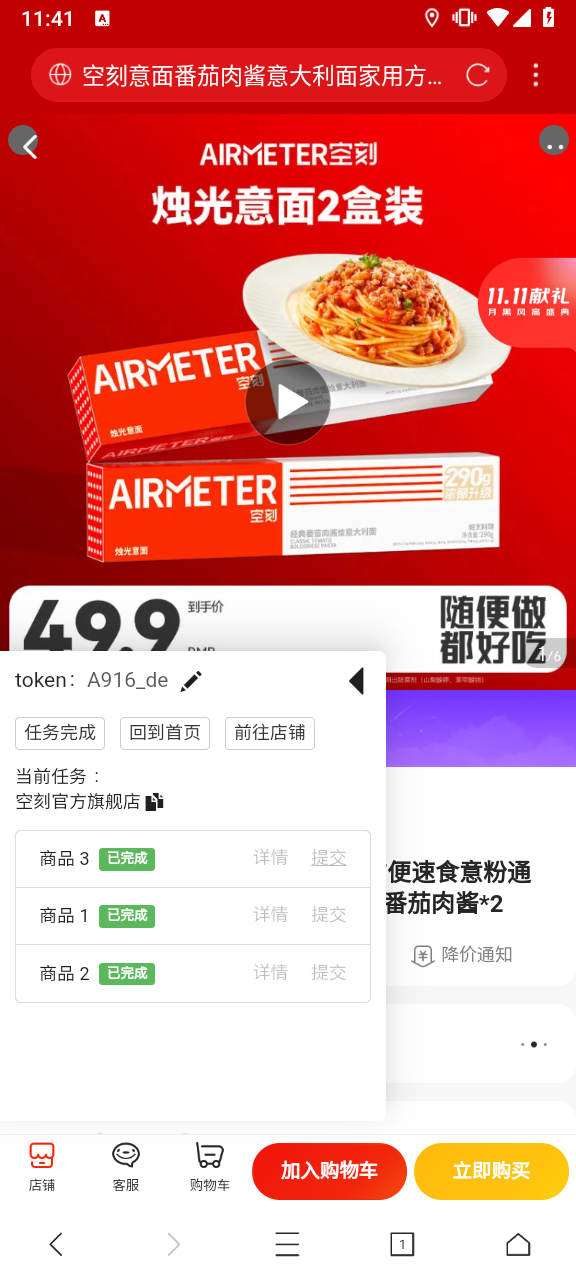 11:41
A
空刻意面番茄肉酱意大利面家用方...
AIRMETER空刻
烛光意面2盒装
11.11献礼
月黑风高盛典
AIRMETER
空刻
烛光意面
AIRMETER
空刻
烛光意面
290g
浓郁升级
经典番茄肉酱烩意大利面
CLASSIC TOMATO
BOLOGNESE PASTA
净含量:290g
49.9
到手价
随便做
都好吃
1/6
token： A916_de
任务完成
回到首页
前往店铺
当前任务：
空刻官方旗舰店
商品 3 已完成 详情 提交
商品 1 已完成 详情 提交
商品 2 已完成 详情 提交
便速食意粉通
番茄肉酱*2
降价通知
店铺
客服
购物车
加入购物车
立即购买
1